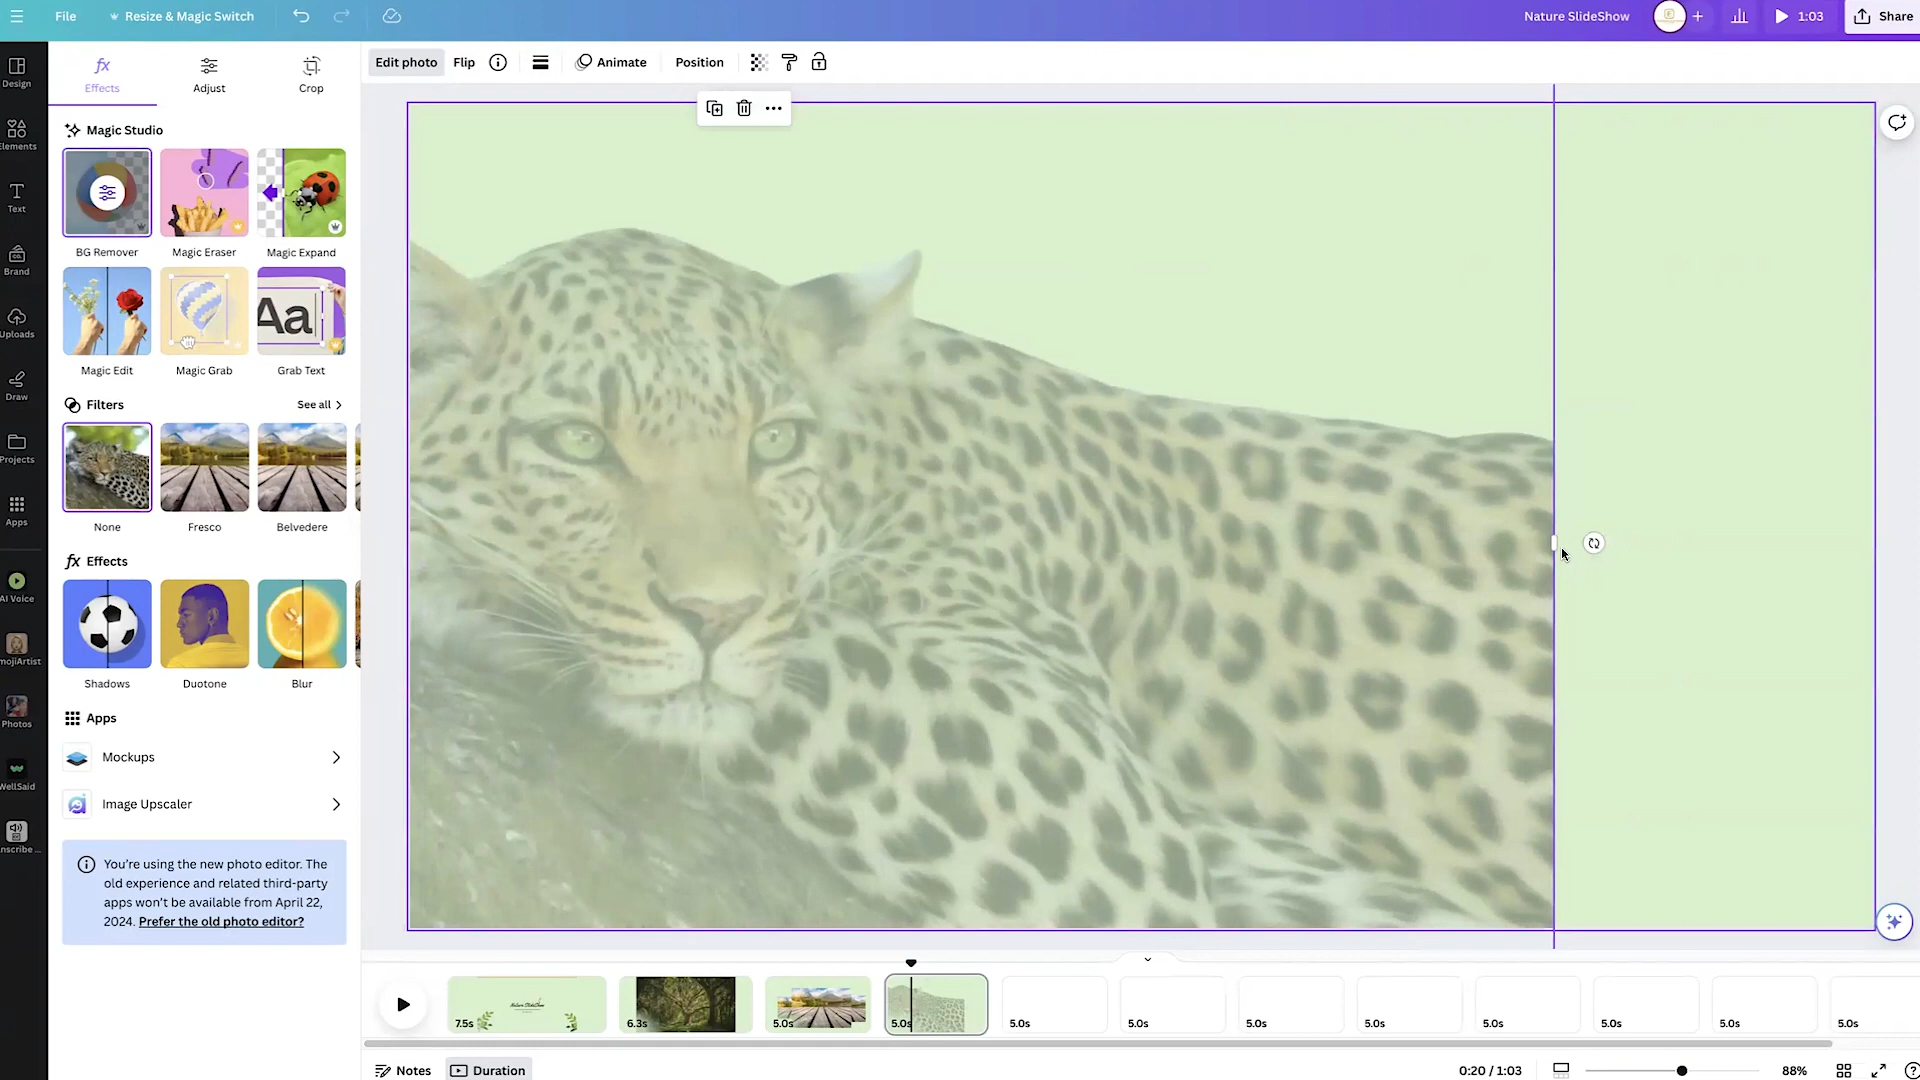 File
Resize & Magic Switch
Nature SlideShow
1:03
Share
Design
Elements
Text
Brand
Uploads
Draw
Projects
Apps
AI Voice
mojiArtist
Photos
WellSaid
nscribe ...
Effects
Adjust
Crop
Edit photo
Flip
Animate
Position
Magic Studio
BG Remover
Magic Eraser
Magic Expand
Aa
Magic Edit
Magic Grab
Grab Text
Filters
See all
None
Fresco
Belvedere
fx Effects
Shadows
Duotone
Blur
Apps
Mockups
Image Upscaler
You're using the new photo editor. The
old experience and related third-party
apps won't be available from April 22,
2024. Prefer the old photo editor?
Nature SlideShow
7.5s
6.3s
5.0s
5.0s
5.0s
5.0s
5.0s
5.0s
5.0s
5.0s
5.0s
5.0s
Notes
Duration
0:20 / 1:03
88%